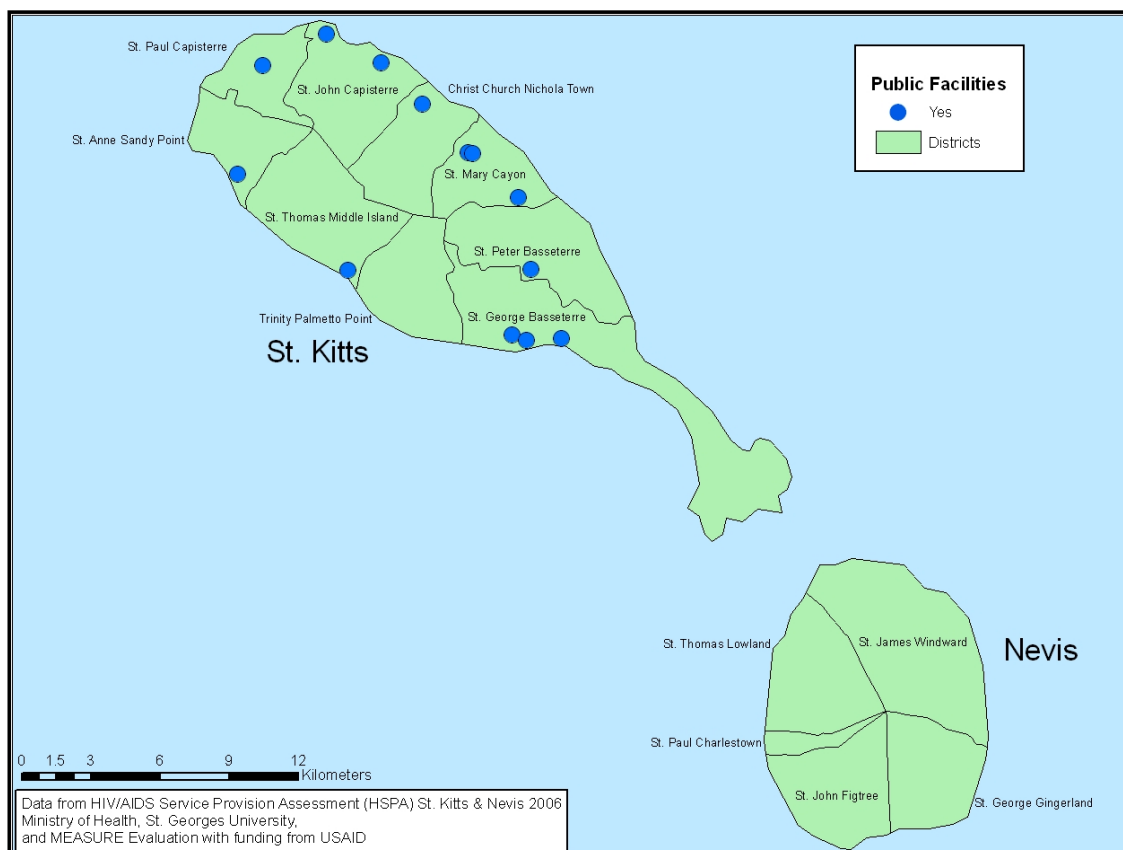 St. Paul Capisterre
St. John Capisterre
Christ Church Nichola Town
St. Anne Sandy Point
St. Mary Cayon
St. Thomas Middle Island
St. Peter Basseterre
Trinity Palmetto Point
St. George Basseterre
St. Kitts
Public Facilities
Yes
Districts
St. Thomas Lowland
St. James Windward
Nevis
St. Paul Charlestown
St. John Figtree
St. George Gingerland
0 1.5 3 6 9 12
Kilometers
Data from HIV/AIDS Service Provision Assessment (HSPA) St. Kitts & Nevis 2006
Ministry of Health, St. Georges University,
and MEASURE Evaluation with funding from USAID